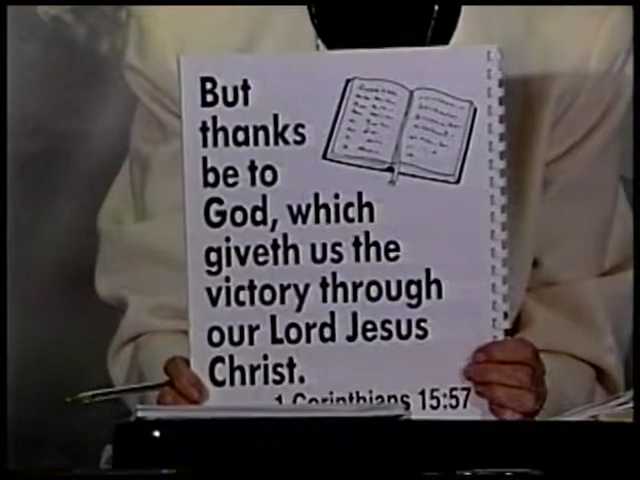 But
thanks
be to
God, which
giveth us the
victory through
our Lord Jesus
Christ.
1 Corinthians 15:57